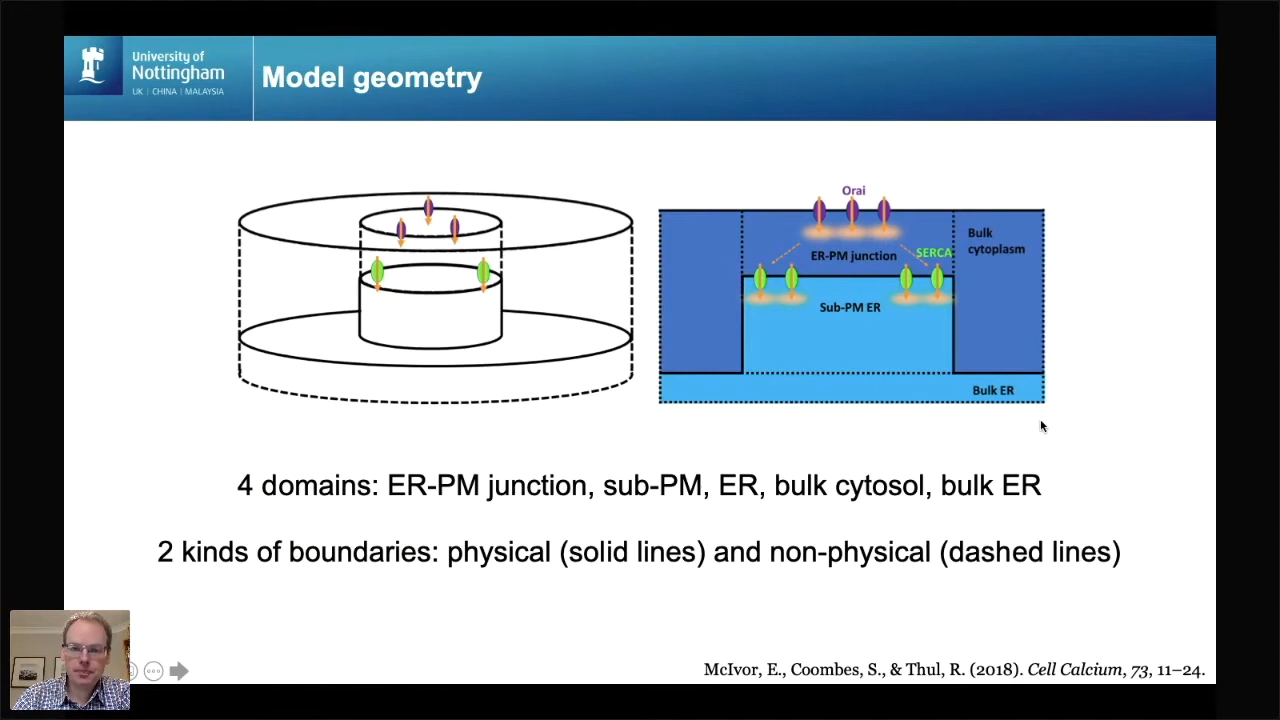 University of
Nottingham
UK | CHINA | MALAYSIA
Model geometry
Orai
Bulk
cytoplasm
ER-PM junction
SERCA
Sub-PM ER
Bulk ER
4 domains: ER-PM junction, sub-PM, ER, bulk cytosol, bulk ER
2 kinds of boundaries: physical (solid lines) and non-physical (dashed lines)
McIvor, E., Coombes, S., & Thul, R. (2018). Cell Calcium, 73, 11–24.